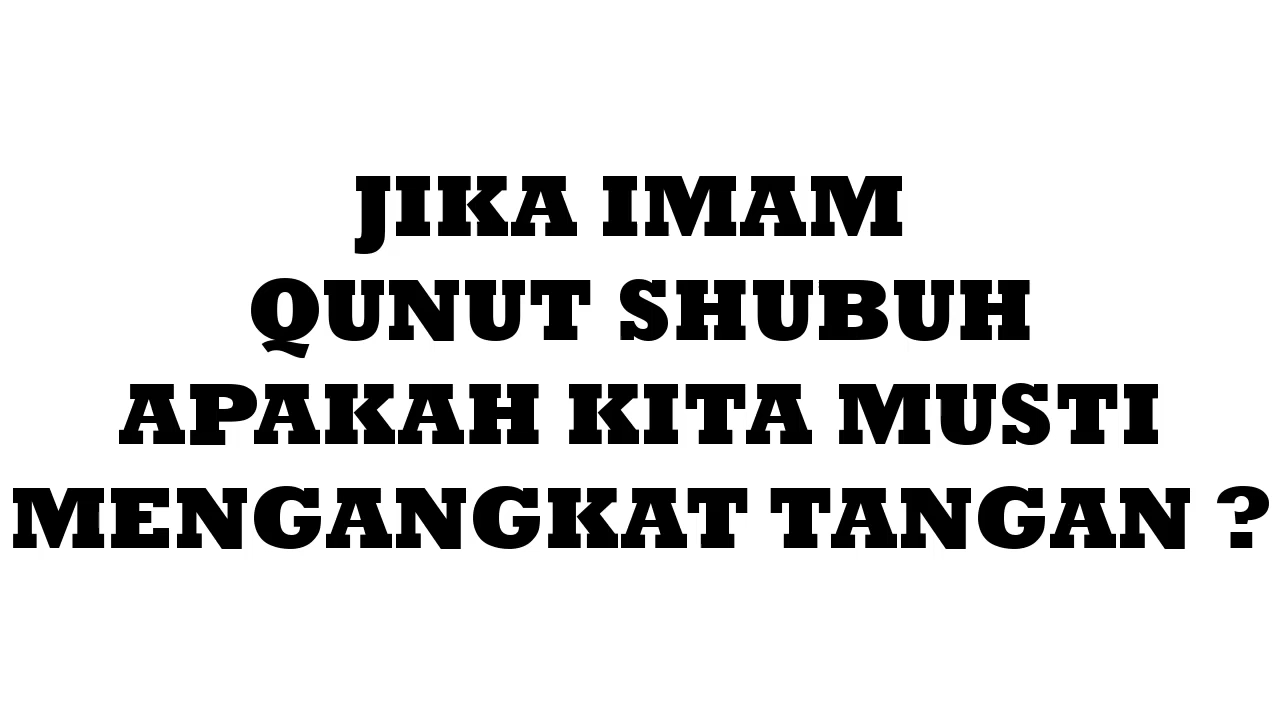 JIKA IMAM
QUNUT SHUBUH
APAKAH KITA MUSTI
MENGANGKAT TANGAN ?